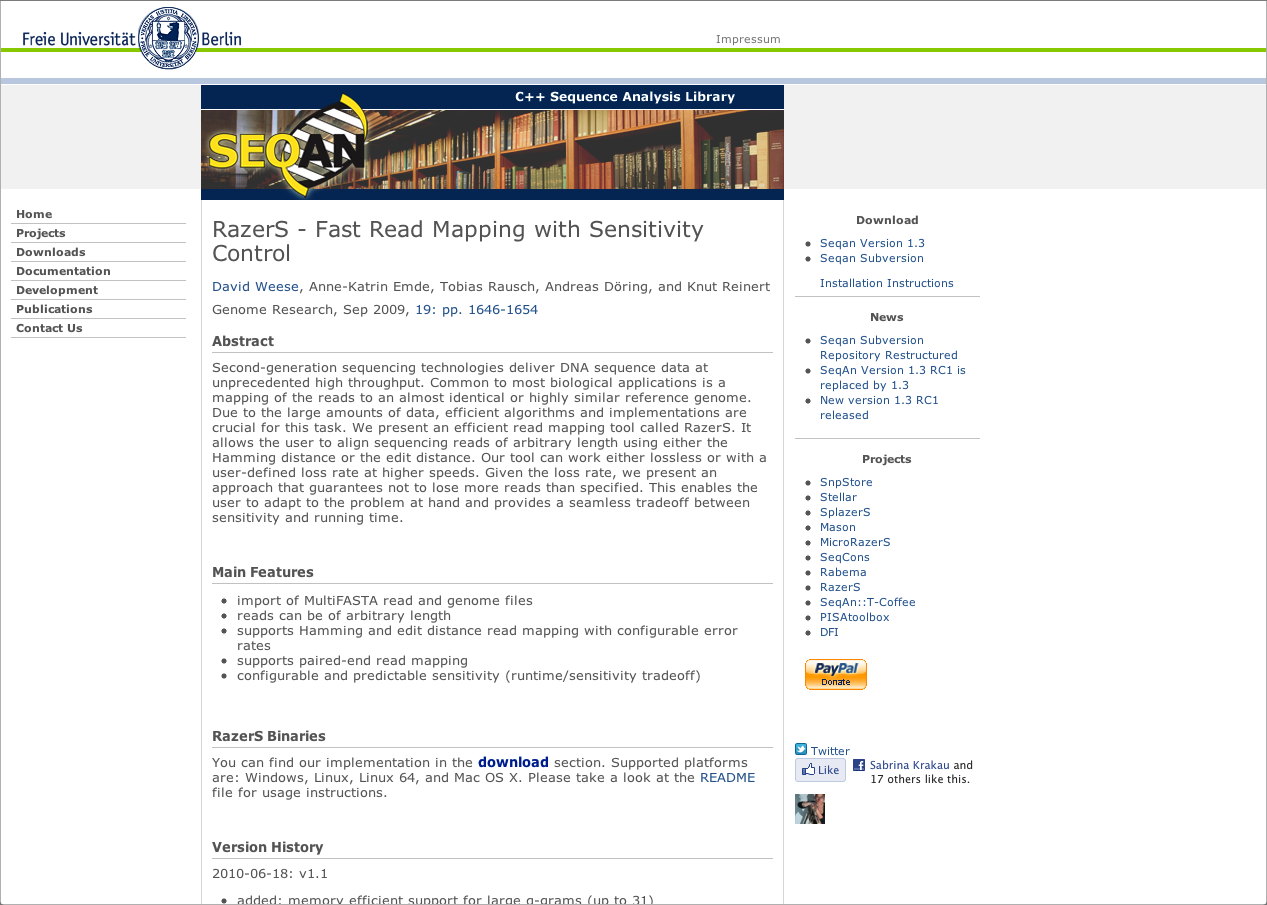 Freie Universität Berlin
Impressum
C++ Sequence Analysis Library
SEQAN
Home
Projects
Downloads
Documentation
Development
Publications
Contact Us
RazerS - Fast Read Mapping with Sensitivity
Control
David Weese, Anne-Katrin Emde, Tobias Rausch, Andreas Döring, and Knut Reinert
Genome Research, Sep 2009, 19: pp. 1646-1654
Abstract
Second-generation sequencing technologies deliver DNA sequence data at
unprecedented high throughput. Common to most biological applications is a
mapping of the reads to an almost identical or highly similar reference genome.
Due to the large amounts of data, efficient algorithms and implementations are
crucial for this task. We present an efficient read mapping tool called RazerS. It
allows the user to align sequencing reads of arbitrary length using either the
Hamming distance or the edit distance. Our tool can work either lossless or with a
user-defined loss rate at higher speeds. Given the loss rate, we present an
approach that guarantees not to lose more reads than specified. This enables the
user to adapt to the problem at hand and provides a seamless tradeoff between
sensitivity and running time.
Main Features
import of MultiFASTA read and genome files
reads can be of arbitrary length
supports Hamming and edit distance read mapping with configurable error
rates
supports paired-end read mapping
configurable and predictable sensitivity (runtime/sensitivity tradeoff)
RazerS Binaries
You can find our implementation in the download section. Supported platforms
are: Windows, Linux, Linux 64, and Mac OS X. Please take a look at the README
file for usage instructions.
Version History
2010-06-18: v1.1
added: memory efficient support for large q-grams (up to 31)
Download
Seqan Version 1.3
Seqan Subversion
Installation Instructions
News
Seqan Subversion
Repository Restructured
SeqAn Version 1.3 RC1 is
replaced by 1.3
New version 1.3 RC1
released
Projects
SnpStore
Stellar
SplazerS
Mason
MicroRazerS
SeqCons
Rabema
RazerS
SeqAn::T-Coffee
PISAtoolbox
DFI
PayPal
Donate
Twitter
Like
Sabrina Krakau and
17 others like this.